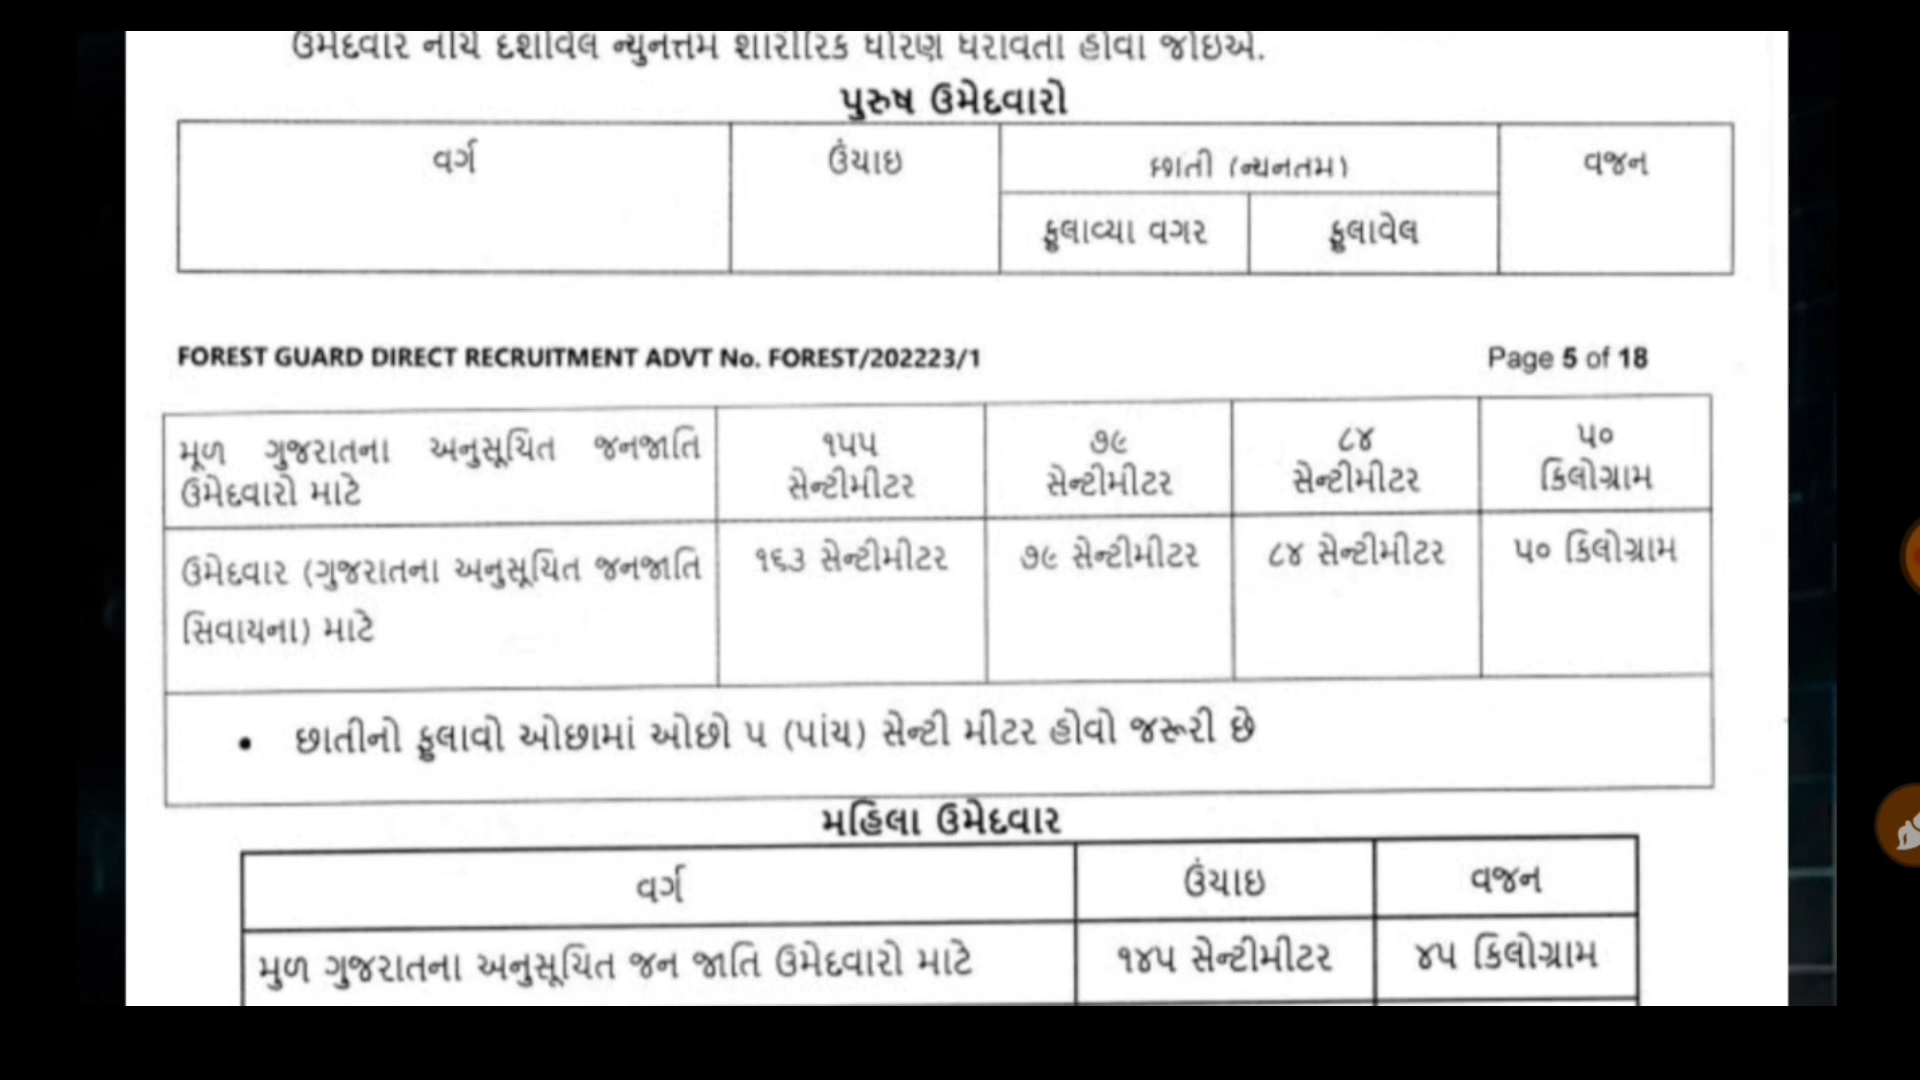 ઉમેદવાર નીચે દર્શાવેલ ન્યુનત્તમ શારીરિક ધોરણ ધરાવતા હોવા જોઇએ.
પુરુષ ઉમેદવારો
વર્ગ ઉંચાઇ છાતી (ન્યુનતમ) વજન
ફુલાવ્યા વગર ફુલાવેલ
FOREST GUARD DIRECT RECRUITMENT ADVT No. FOREST/202223/1 Page 5 of 18
મૂળ ગુજરાતના અનુસૂચિત જનજાતિ ૧૫૫ ૭૯ ૮૪ ૫૦
ઉમેદવારો માટે સેન્ટીમીટર સેન્ટીમીટર સેન્ટીમીટર કિલોગ્રામ
ઉમેદવાર (ગુજરાતના અનુસૂચિત જનજાતિ ૧૬૩ સેન્ટીમીટર ૭૯ સેન્ટીમીટર ૮૪ સેન્ટીમીટર ૫૦ કિલોગ્રામ
સિવાયના) માટે
• છાતીનો ફુલાવો ઓછામાં ઓછો ૫ (પાંચ) સેન્ટી મીટર હોવો જરૂરી છે
મહિલા ઉમેદવાર
વર્ગ ઉંચાઇ વજન
મુળ ગુજરાતના અનુસૂચિત જન જાતિ ઉમેદવારો માટે ૧૪૫ સેન્ટીમીટર ૪૫ કિલોગ્રામ